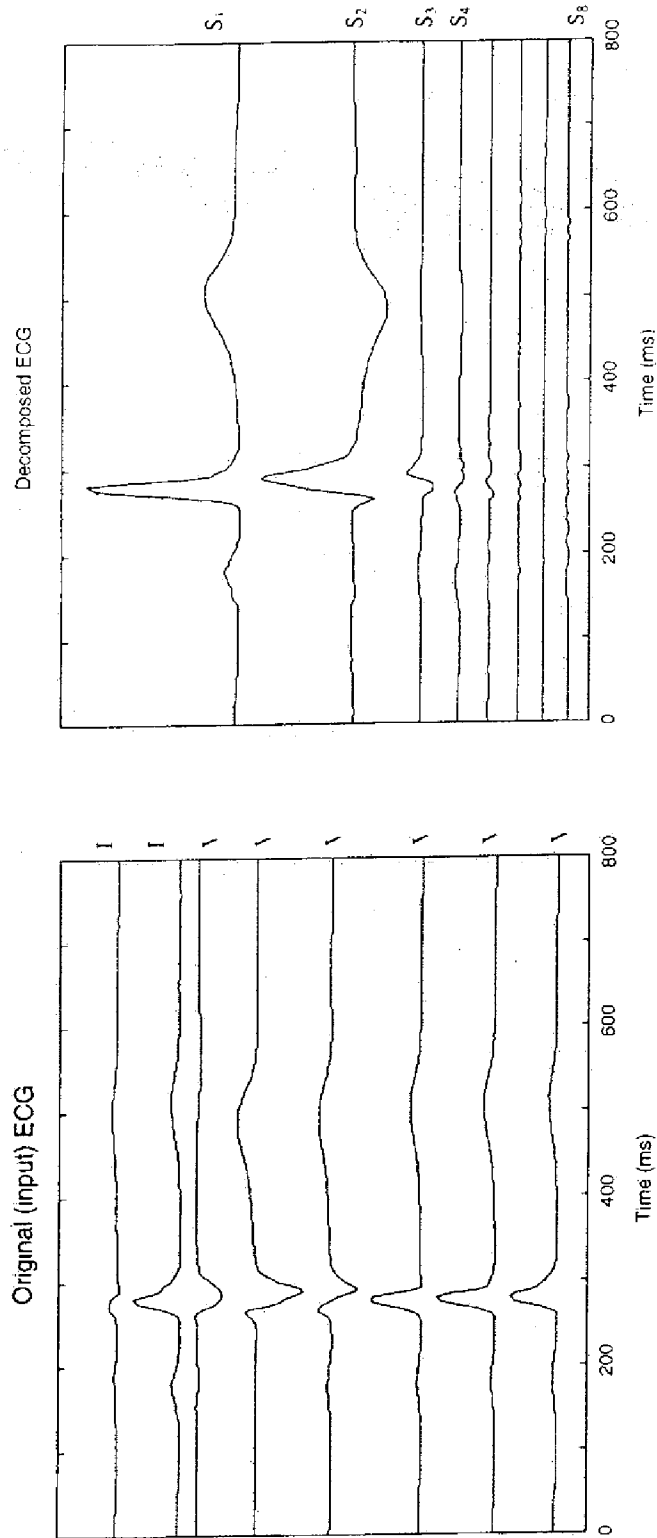 Original (input) ECG
I
I
0
200
400
600
800
Time (ms)
Decomposed ECG
S₁
S₂
S₃
S₄
S₈
0
200
400
600
800
Time (ms)